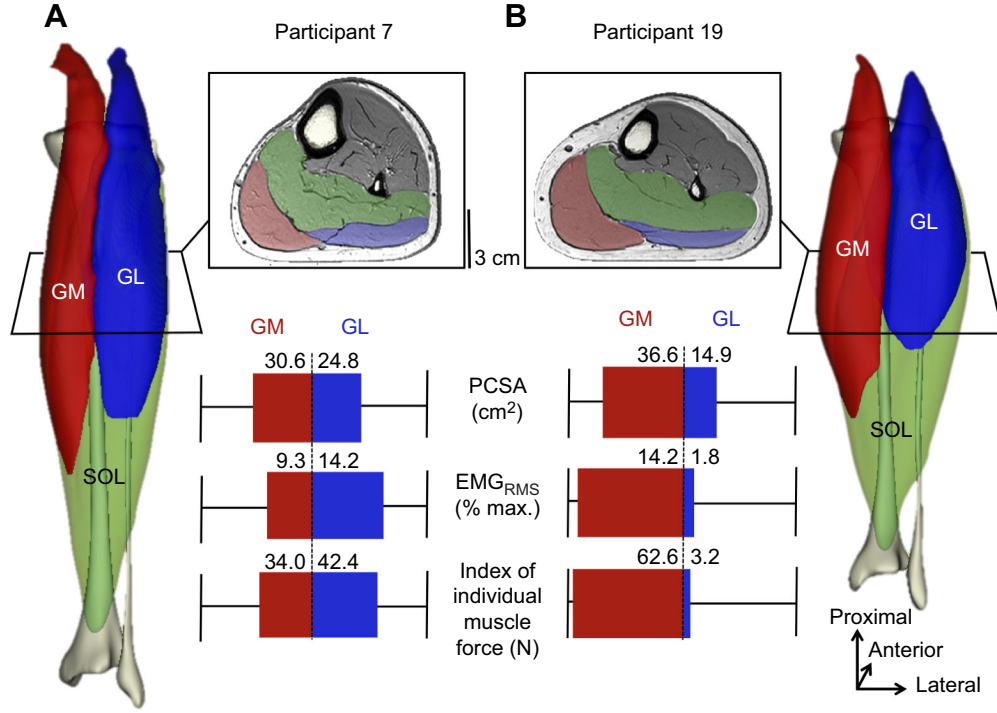 A
B
Participant 7
Participant 19
GM
GL
SOL
3 cm
GM
GL
SOL
GM GL
30.6 24.8
9.3 14.2
34.0 42.4
PCSA
(cm²)
EMG_RMS
(% max.)
Index of
individual
muscle
force (N)
GM GL
36.6 14.9
14.2 1.8
62.6 3.2
Proximal
Anterior
Lateral